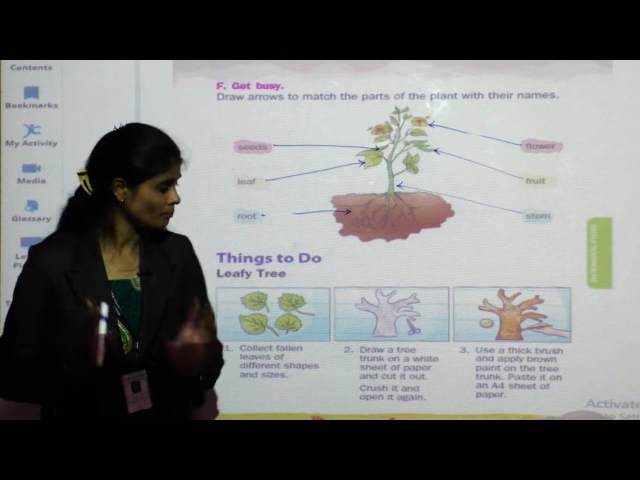 Contents
Bookmarks
My Activity
Media
Glossary
F. Get busy.
Draw arrows to match the parts of the plant with their names.
seeds
flower
leaf
fruit
root
stem
Things to Do
Leafy Tree
1. Collect fallen
leaves of
different shapes
and sizes.
2. Draw a tree
trunk on a white
sheet of paper
and cut it out.
Crush it and
open it again.
3. Use a thick brush
and apply brown
paint on the tree
trunk. Paste it on
an A4 sheet of
paper.
Activate